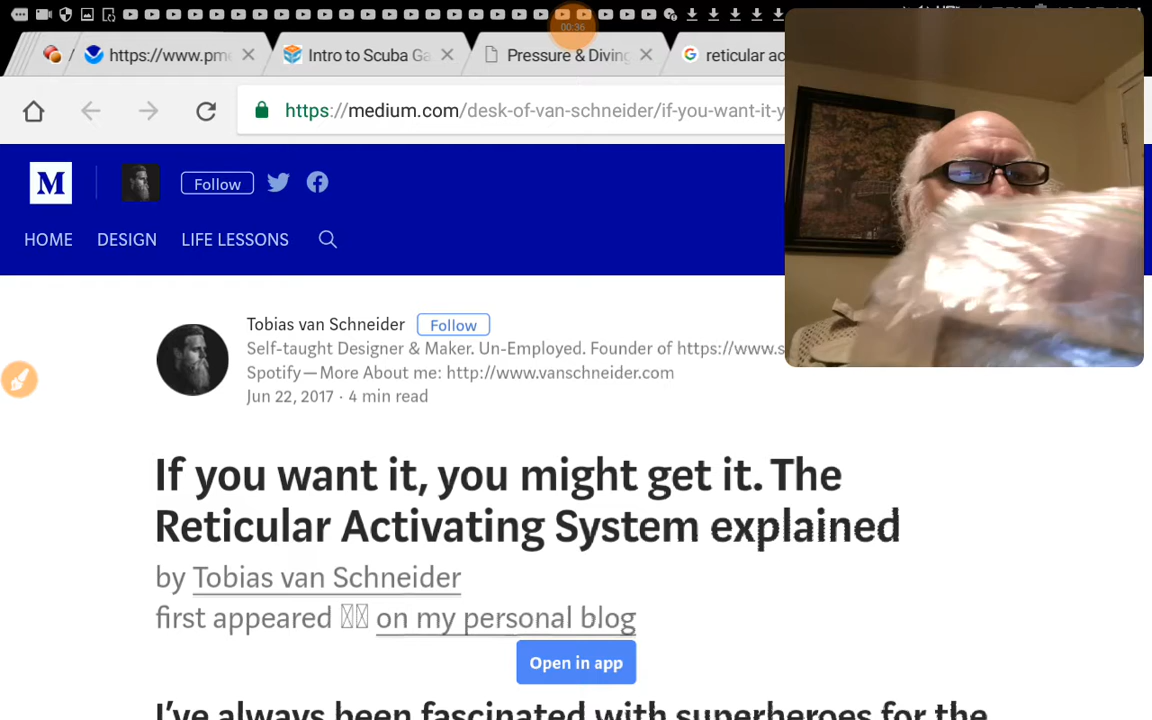 00:36
https://www.pme
Intro to Scuba Ga
Pressure & Diving
reticular ac
https://medium.com/desk-of-van-schneider/if-you-want-it-y
M
Follow
HOME DESIGN LIFE LESSONS
Tobias van Schneider Follow
Self-taught Designer & Maker. Un-Employed. Founder of https://www.s
Spotify—More About me: http://www.vanschneider.com
Jun 22, 2017 · 4 min read
If you want it, you might get it. The
Reticular Activating System explained
by Tobias van Schneider
first appeared on my personal blog
Open in app
I've always been fascinated with superheroes for the